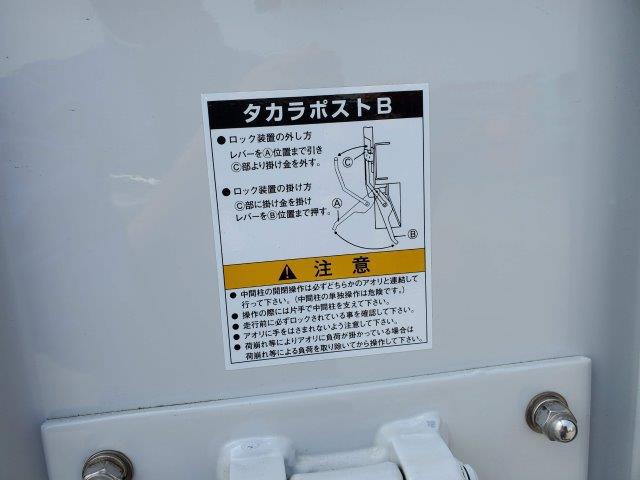 タカラポストB
●ロック装置の外し方
レバーをⒶ位置まで引き
Ⓒ部より掛け金を外す。
●ロック装置の掛け方
Ⓒ部に掛け金を掛け
レバーをⒷ位置まで押す。
Ⓒ
Ⓐ
Ⓑ
注意
●中間柱の開閉操作は必ずどちらかのアオリと連結して
行って下さい。(中間柱の単独操作は危険です。)
●操作の際には片手で中間柱を支えて下さい。
●走行前に必ずロックされている事を確認して下さい。
●アオリに手をはさまれないよう注意して下さい。
●荷崩れ等によりアオリに負荷が掛かっている場合は
荷崩れ等による負荷を取り除いてから操作して下さい。